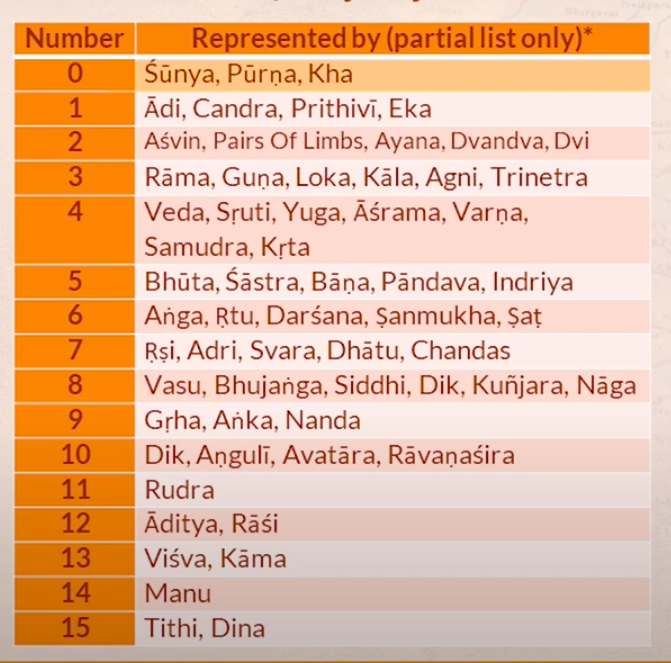 Number Represented by (partial list only)*
0 Śūnya, Pūrṇa, Kha
1 Ādi, Candra, Prithivī, Eka
2 Aśvin, Pairs Of Limbs, Ayana, Dvandva, Dvi
3 Rāma, Guṇa, Loka, Kāla, Agni, Trinetra
4 Veda, Sṛuti, Yuga, Āśrama, Varṇa,
Samudra, Kṛta
5 Bhūta, Śāstra, Bāṇa, Pāndava, Indriya
6 Aṅga, Ṛtu, Darśana, Ṣanmukha, Ṣaṭ
7 Ṛṣi, Adri, Svara, Dhātu, Chandas
8 Vasu, Bhujaṅga, Siddhi, Dik, Kuñjara, Nāga
9 Gṛha, Aṅka, Nanda
10 Dik, Aṇgulī, Avatāra, Rāvaṇaśira
11 Rudra
12 Āditya, Rāśi
13 Viśva, Kāma
14 Manu
15 Tithi, Dina